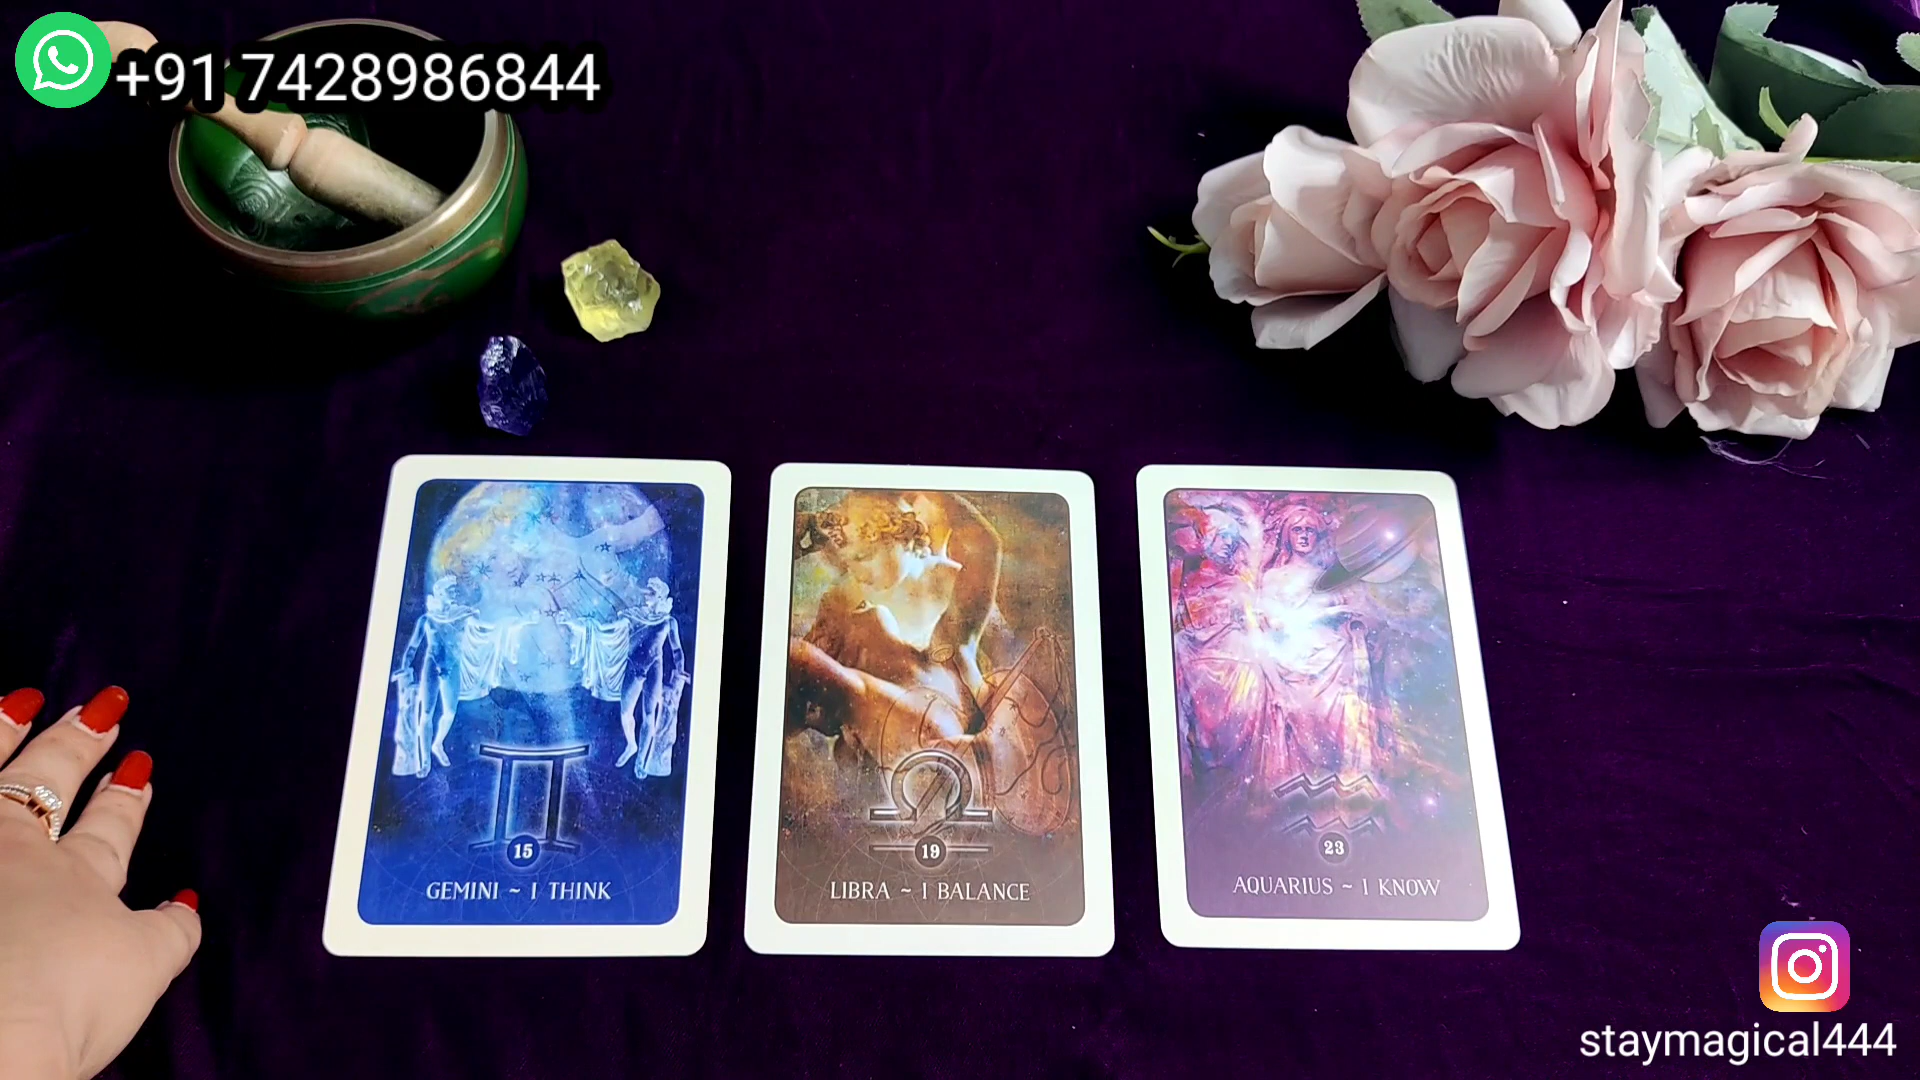 +91 7428986844
15
GEMINI ~ I THINK
19
LIBRA ~ I BALANCE
23
AQUARIUS ~ I KNOW
staymagical444